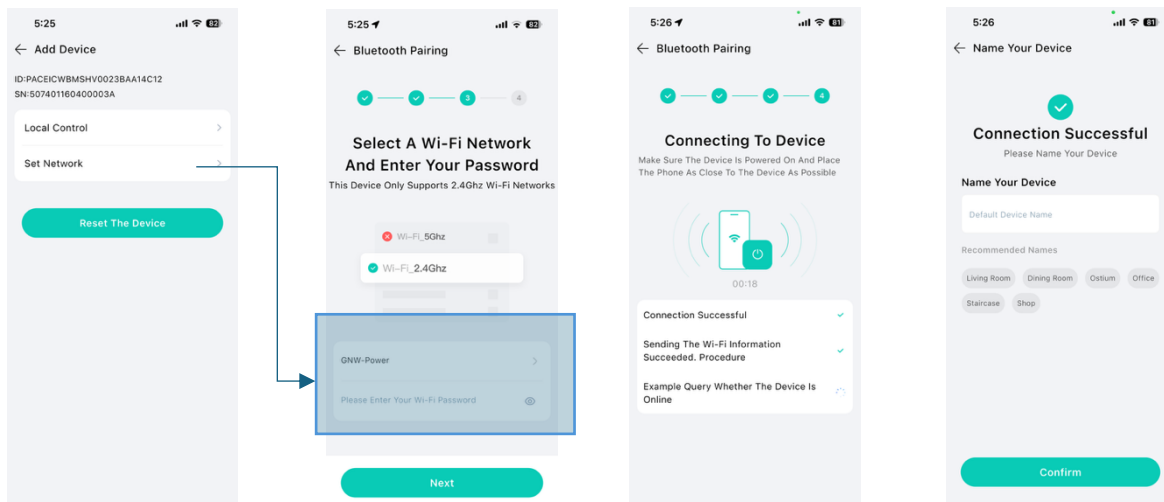 5:25
82
Add Device
ID:PACEICWBMSHV0023BAA14C12
SN:507401160400003A
Local Control
Set Network
Reset The Device
5:25
82
Bluetooth Pairing
3
4
Select A Wi-Fi Network
And Enter Your Password
This Device Only Supports 2.4Ghz Wi-Fi Networks
Wi-Fi_5Ghz
Wi-Fi_2.4Ghz
GNW-Power
Please Enter Your Wi-Fi Password
Next
5:26
81
Bluetooth Pairing
4
Connecting To Device
Make Sure The Device Is Powered On And Place
The Phone As Close To The Device As Possible
00:18
Connection Successful
Sending The Wi-Fi Information
Succeeded. Procedure
Example Query Whether The Device Is
Online
5:26
81
Name Your Device
Connection Successful
Please Name Your Device
Name Your Device
Default Device Name
Recommended Names
Living Room
Dining Room
Ostium
Office
Staircase
Shop
Confirm